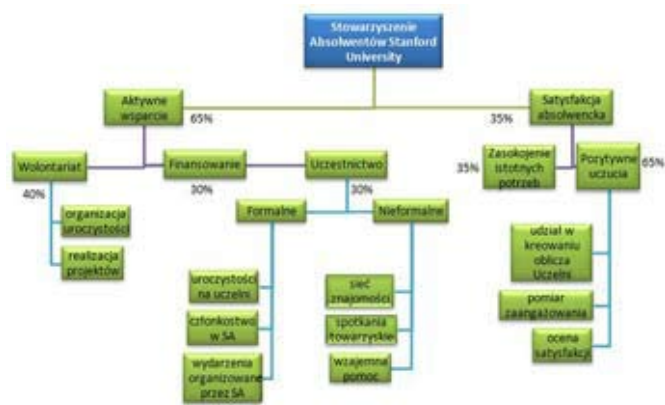 Stowarzyszenie
Absolwentów Stanford
University
Aktywne
wsparcie
65%
35%
Satysfakcja
absolwencka
Wolontariat
40%
Finansowanie
30%
Uczestnictwo
30%
35%
Zasokojenie
istotnych
potrzeb
Pozytywne
uczucia
65%
organizacja
uroczystości
realizacja
projektów
Formalne
Nieformalne
uroczystości
na uczelni
członkostwo
w SA
wydarzenia
organizowane
przez SA
sieć
znajomości
spotkania
towarzyskie
wzajemna
pomoc
udział w
kreowaniu
oblicza
Uczelni
pomiar
zaangażowania
ocena
satysfakcji